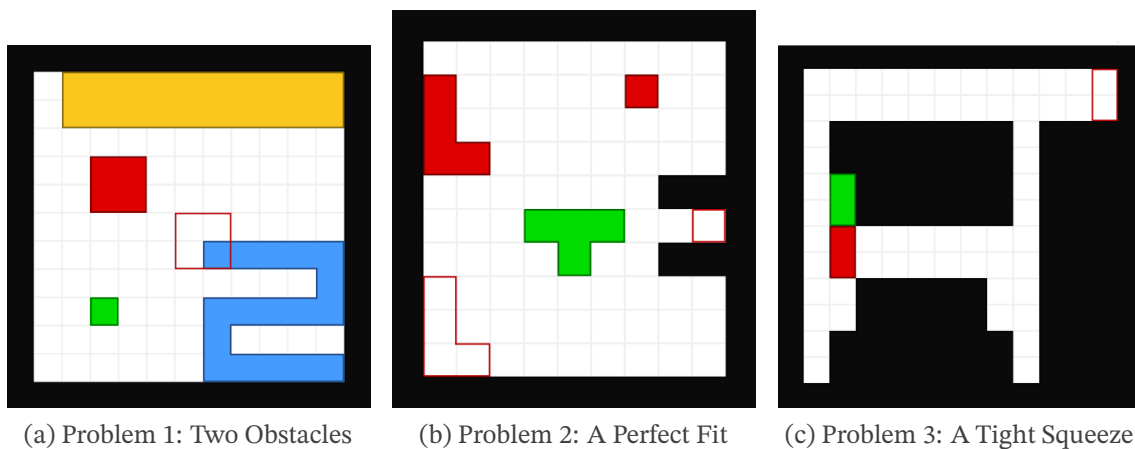 (a) Problem 1: Two Obstacles
(b) Problem 2: A Perfect Fit
(c) Problem 3: A Tight Squeeze